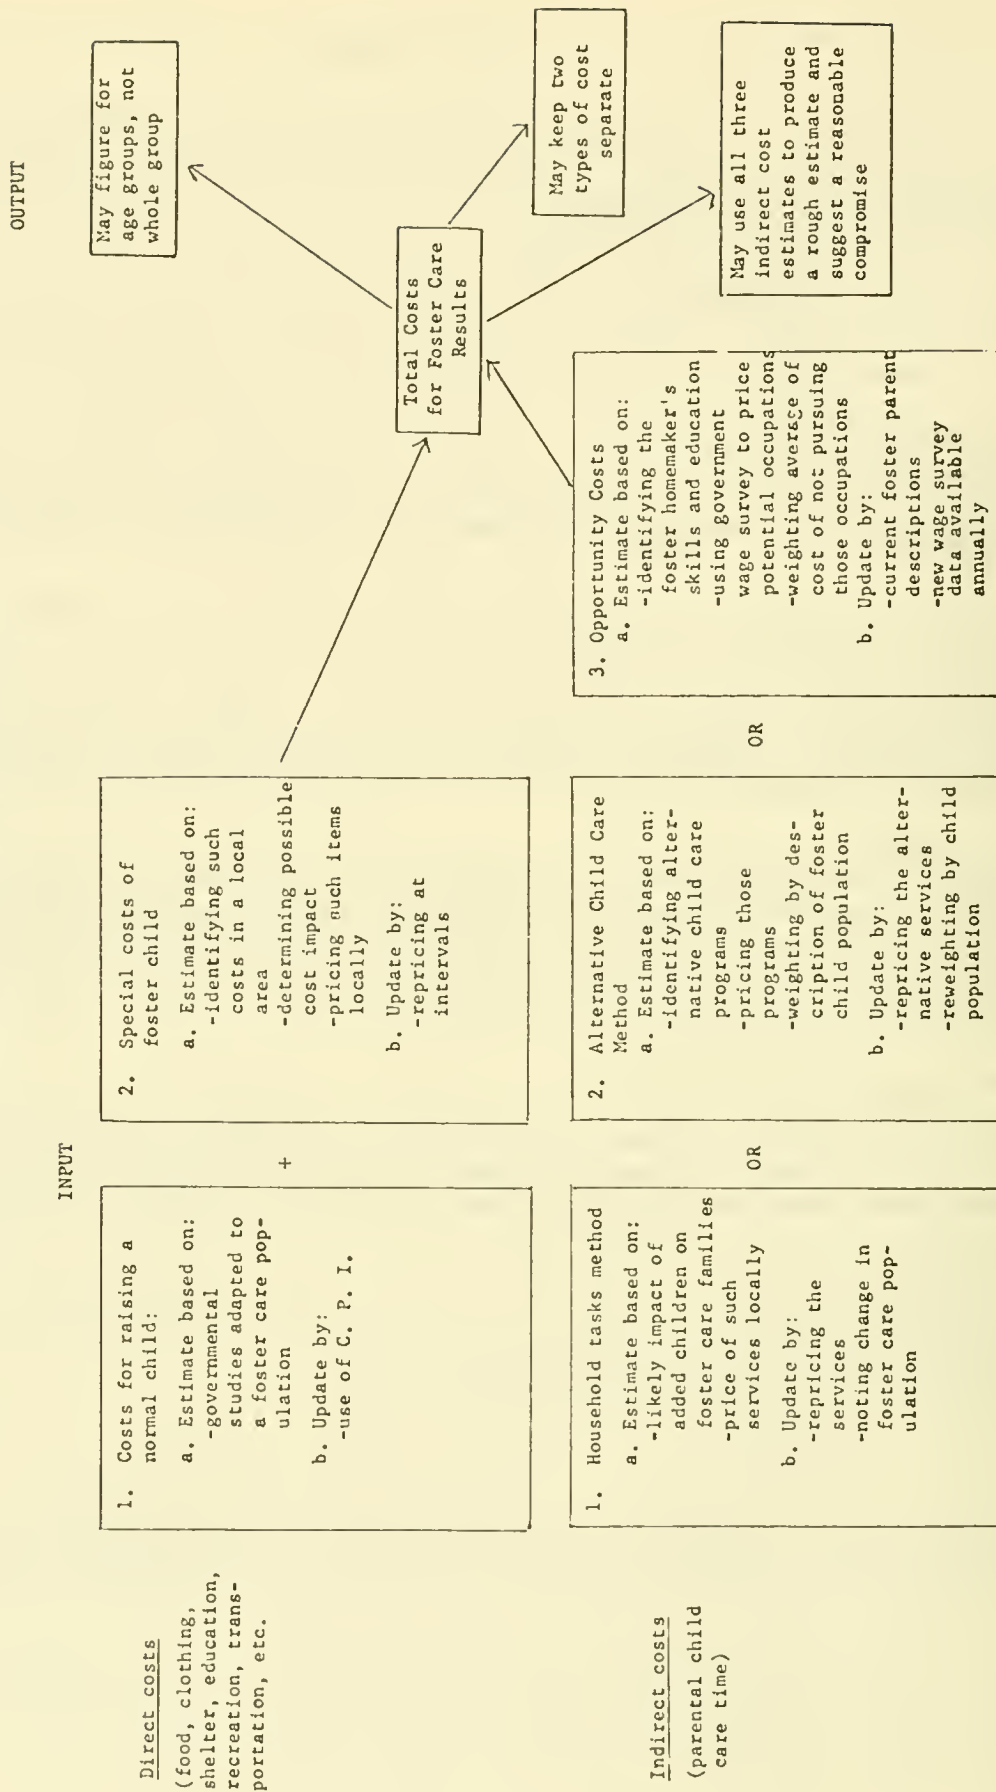 INPUT
OUTPUT
Direct costs
(food, clothing,
shelter, education,
recreation, trans-
portation, etc.
1. Costs for raising a
normal child:
a. Estimate based on:
-governmental
studies adapted to
a foster care pop-
ulation
b. Update by:
-use of C. P. I.
+
2. Special costs of
foster child
a. Estimate based on:
-identifying such
costs in a local
area
-determining possible
cost impact
-pricing such items
locally
b. Update by:
-repricing at
intervals
Indirect costs
(parental child
care time)
1. Household tasks method
a. Estimate based on:
-likely impact of
added children on
foster care families
-price of such
services locally
b. Update by:
-repricing the
services
-noting change in
foster care pop-
ulation
OR
2. Alternative Child Care
Method
a. Estimate based on:
-identifying alter-
native child care
programs
-pricing those
programs
-weighting by des-
cription of foster
child population
b. Update by:
-repricing the alter-
native services
-reweighting by child
population
OR
3. Opportunity Costs
a. Estimate based on:
-identifying the
foster homemaker's
skills and education
-using government
wage survey to price
potential occupations
-weighting average of
cost of not pursuing
those occupations
b. Update by:
-current foster parent
descriptions
-new wage survey
data available
annually
Total Costs
for Foster Care
Results
May figure for
age groups, not
whole group
May keep two
types of cost
separate
May use all three
indirect cost
estimates to produce
a rough estimate and
suggest a reasonable
compromise